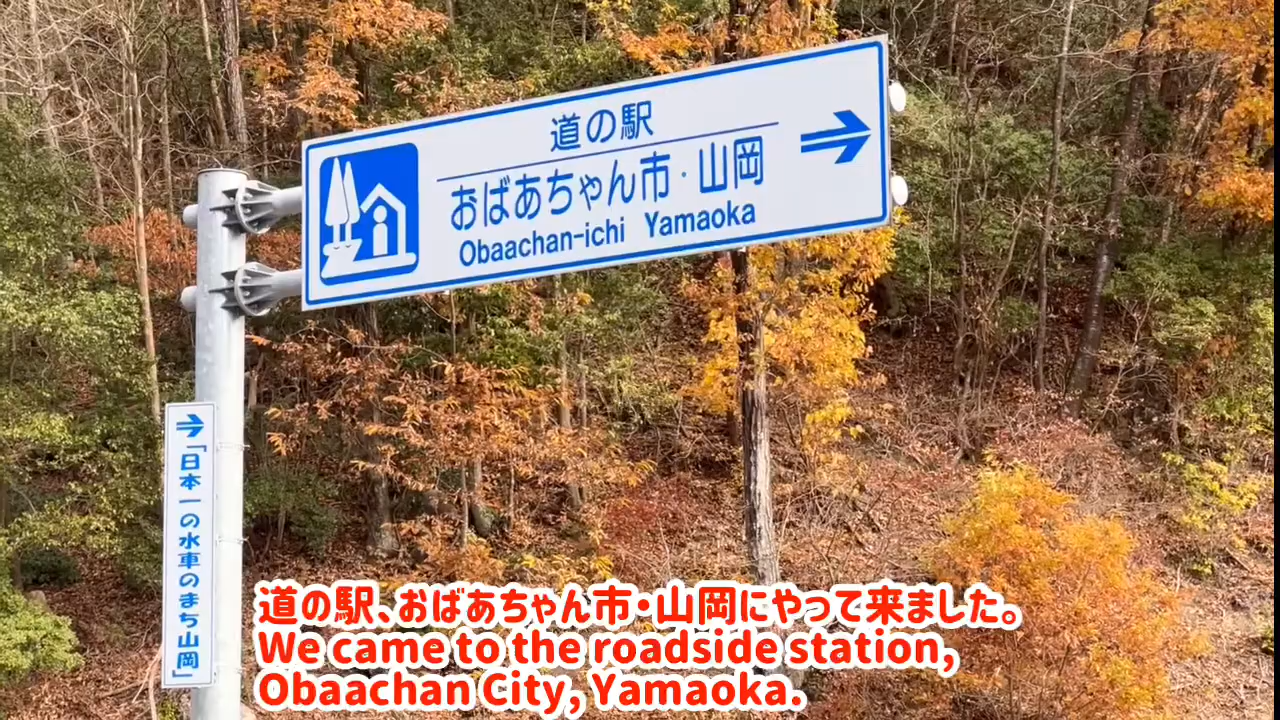 道の駅
おばあちゃん市・山岡
Obaachan-ichi Yamaoka
「日本一の水車のまち山岡」
道の駅、おばあちゃん市・山岡にやって来ました。
We came to the roadside station,
Obaachan City, Yamaoka.